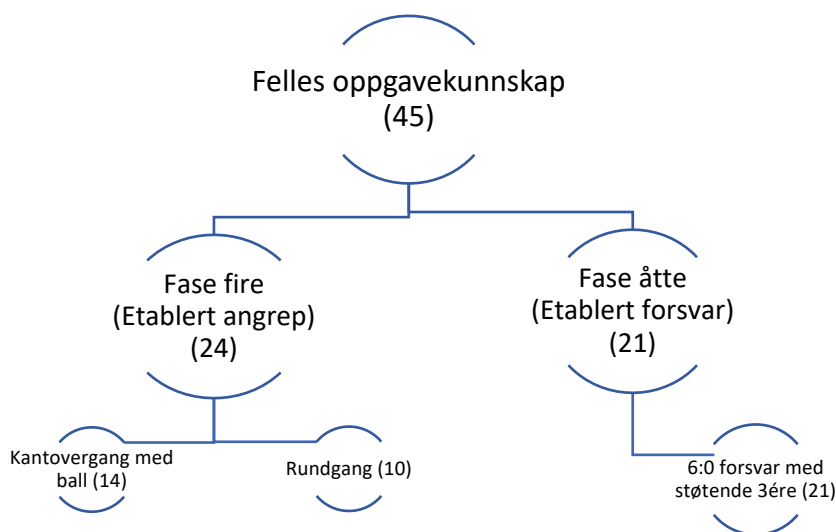 Felles oppgavekunnskap
(45)
Fase fire
(Etablert angrep)
(24)
Fase åtte
(Etablert forsvar)
(21)
Kantovergang med
ball (14)
Rundgang (10)
6:0 forsvar med
støtende 3ére (21)